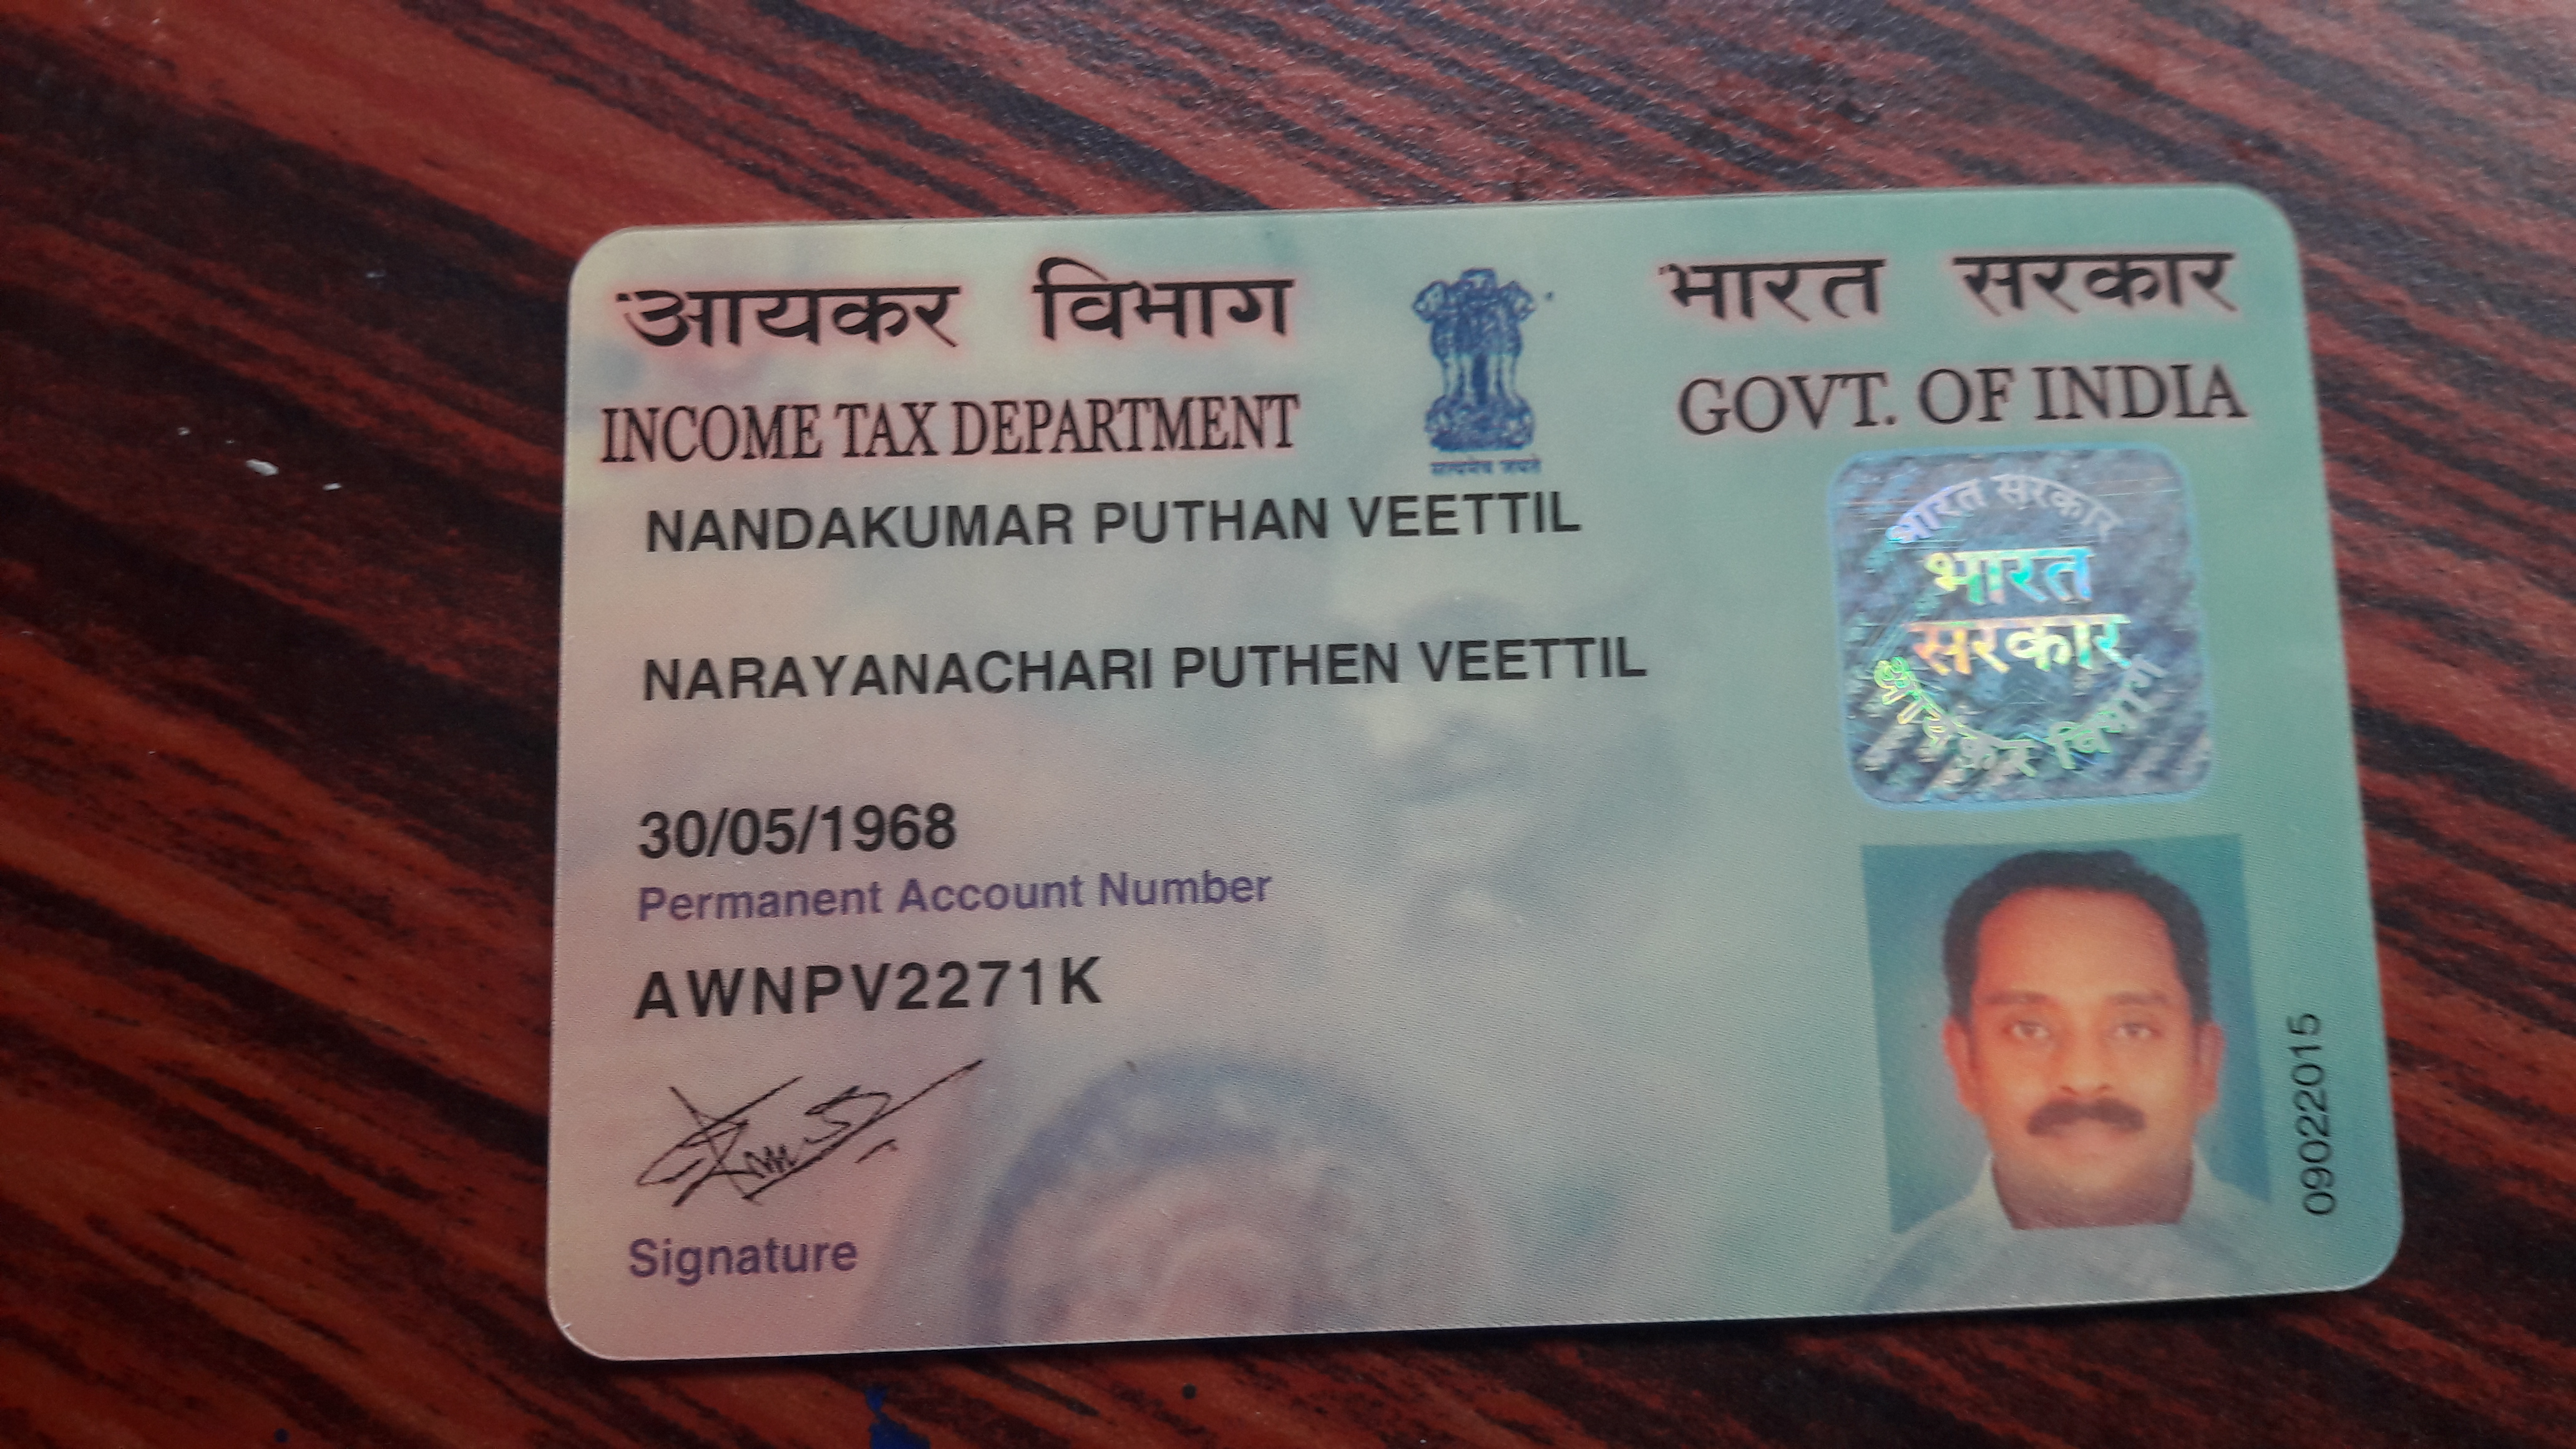 आयकर विभाग
INCOME TAX DEPARTMENT
सत्यमेव जयते
भारत सरकार
GOVT. OF INDIA
NANDAKUMAR PUTHAN VEETTIL
NARAYANACHARI PUTHEN VEETTIL
30/05/1968
Permanent Account Number
AWNPV2271K
Signature
भारत सरकार
भारत
सरकार
आयकर विभाग
09022015